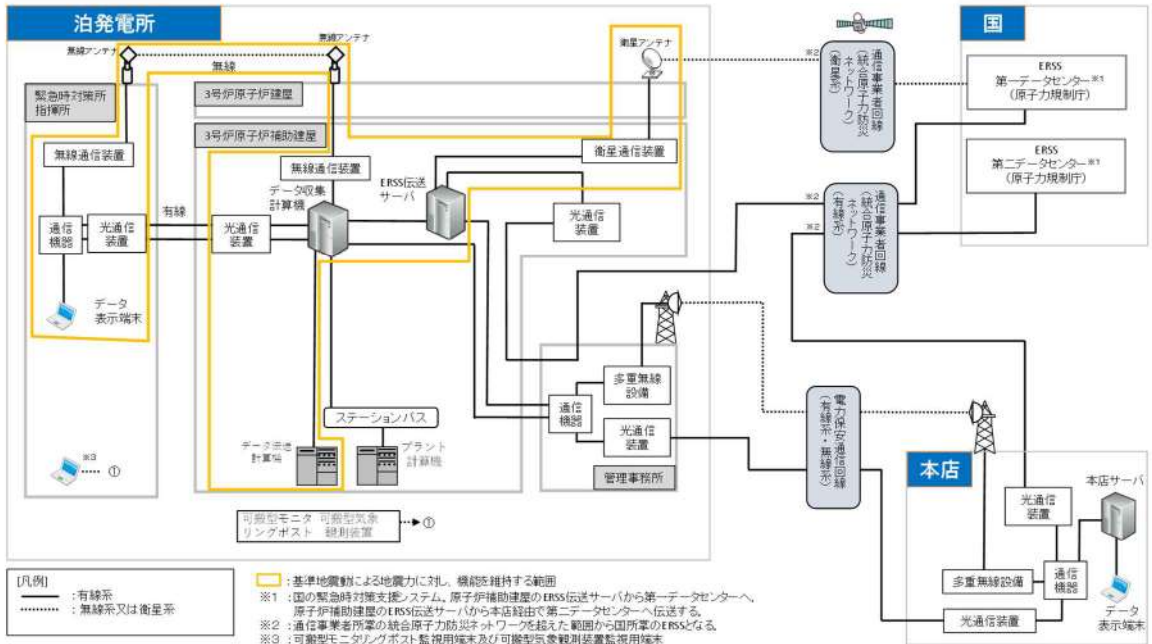 泊発電所
国
無線アンテナ
無線アンテナ
衛星アンテナ
無線
※2
通信事業者回線
(統合原子力防災
ネットワーク)
(衛星系)
ERSS
第一データセンター※1
(原子力規制庁)
緊急時対策所
指揮所
3号炉原子炉建屋
3号炉原子炉補助建屋
無線通信装置
無線通信装置
衛星通信装置
ERSS
第二データセンター※1
(原子力規制庁)
データ収集
計算機
ERSS伝送
サーバ
有線
通信
機器
光通信
装置
光通信
装置
光通信
装置
※2
※2
通信事業者回線
(統合原子力防災
ネットワーク)
(有線系)
データ
表示端末
多重無線
設備
通信
機器
光通信
装置
管理事務所
電力保安通信回線
(有線系・無線系)
ステーションバス
データ伝送
計算機
プラント
計算機
※3
①
可搬型モニタ
リングポスト
可搬型気象
観測装置
①
本店
本店サーバ
光通信
装置
多重無線設備
通信
機器
光通信装置
データ
表示端末
[凡例]
:有線系
:無線系又は衛星系
:基準地震動による地震力に対し、機能を維持する範囲
※1 :国の緊急時対策支援システム。原子炉補助建屋のERSS伝送サーバから第一データセンターへ、
原子炉補助建屋のERSS伝送サーバから本店経由で第二データセンターへ伝送する。
※2 :通信事業者所掌の統合原子力防災ネットワークを超えた範囲から国所掌のERSSとなる。
※3 :可搬型モニタリングポスト監視用端末及び可搬型気象観測装置監視用端末